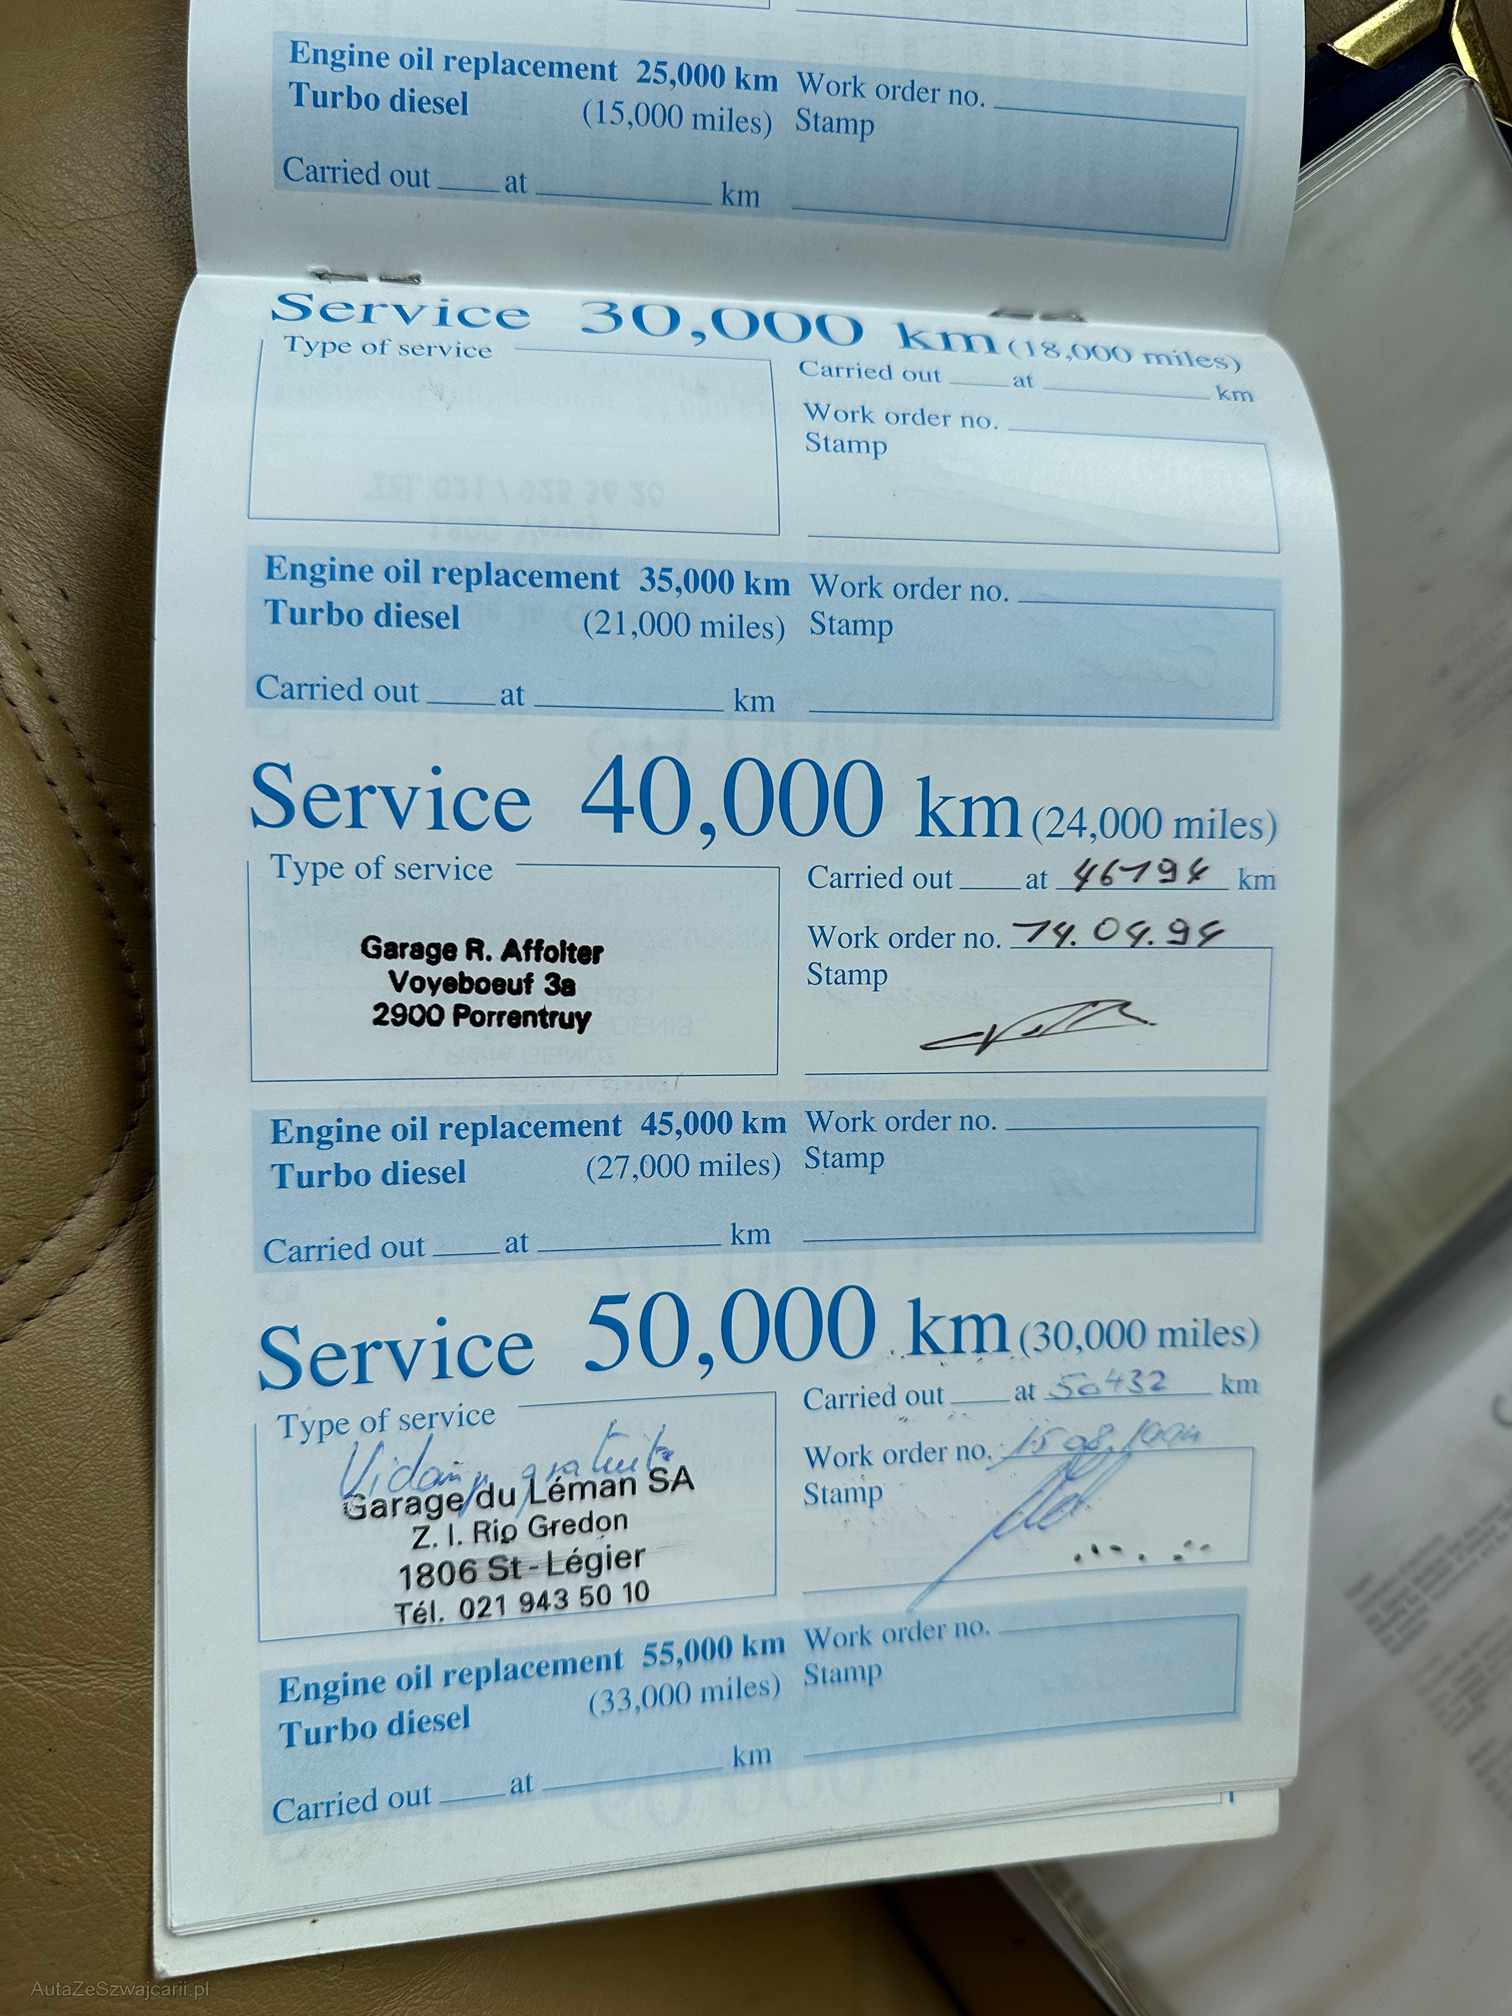 Engine oil replacement 25,000 km Work order no.
Turbo diesel (15,000 miles) Stamp
Carried out at km
Service 30,000 km (18,000 miles)
Type of service
Carried out at km
Work order no.
Stamp
Engine oil replacement 35,000 km Work order no.
Turbo diesel (21,000 miles) Stamp
Carried out at km
Service 40,000 km (24,000 miles)
Type of service
Carried out at 46194 km
Work order no. 14.04.94
Stamp
Garage R. Affolter
Voyeboeuf 3a
2900 Porrentruy
Engine oil replacement 45,000 km Work order no.
Turbo diesel (27,000 miles) Stamp
Carried out at km
Service 50,000 km (30,000 miles)
Type of service
Carried out at 50432 km
Work order no. 15.08.1994
Stamp
Vidange gratuite
Garage du Léman SA
Z. I. Rio Gredon
1806 St-Légier
Tél. 021 943 50 10
Engine oil replacement 55,000 km Work order no.
Turbo diesel (33,000 miles) Stamp
Carried out at km
AutaZeSzwajcarii.pl